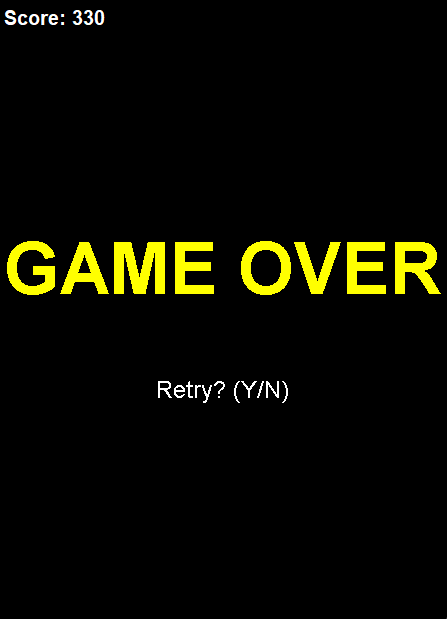 Score: 330
GAME OVER
Retry? (Y/N)